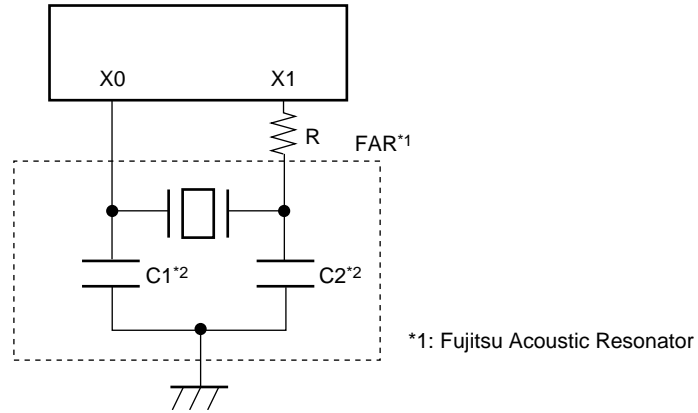 X0 X1
R
FAR*1
C1*2 C2*2
*1: Fujitsu Acoustic Resonator